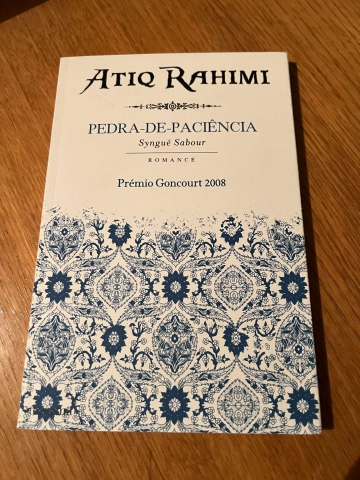 ATIQ RAHIMI
PEDRA-DE-PACIÊNCIA
Syngué Sabour
ROMANCE
Prémio Goncourt 2008